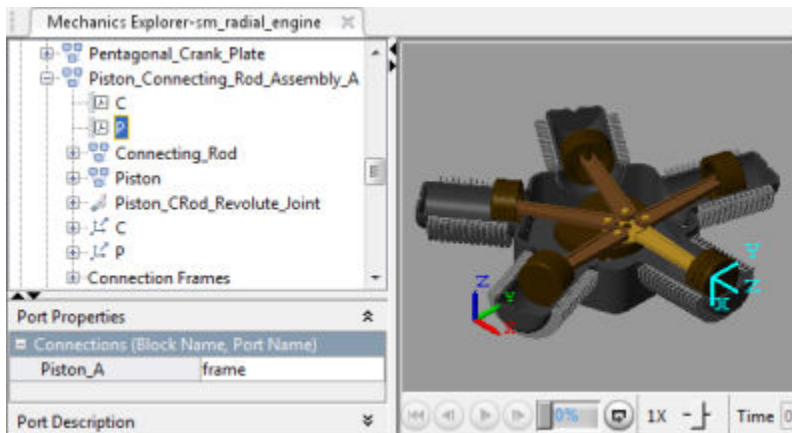 Mechanics Explorer-sm_radial_engine
Pentagonal_Crank_Plate
Piston_Connecting_Rod_Assembly_A
C
P
Connecting_Rod
Piston
Piston_CRod_Revolute_Joint
C
P
Connection Frames
Port Properties
Connections (Block Name, Port Name)
Piston_A frame
Port Description
Z
Y
X
Y
Z
X
0%
1X
Time 0